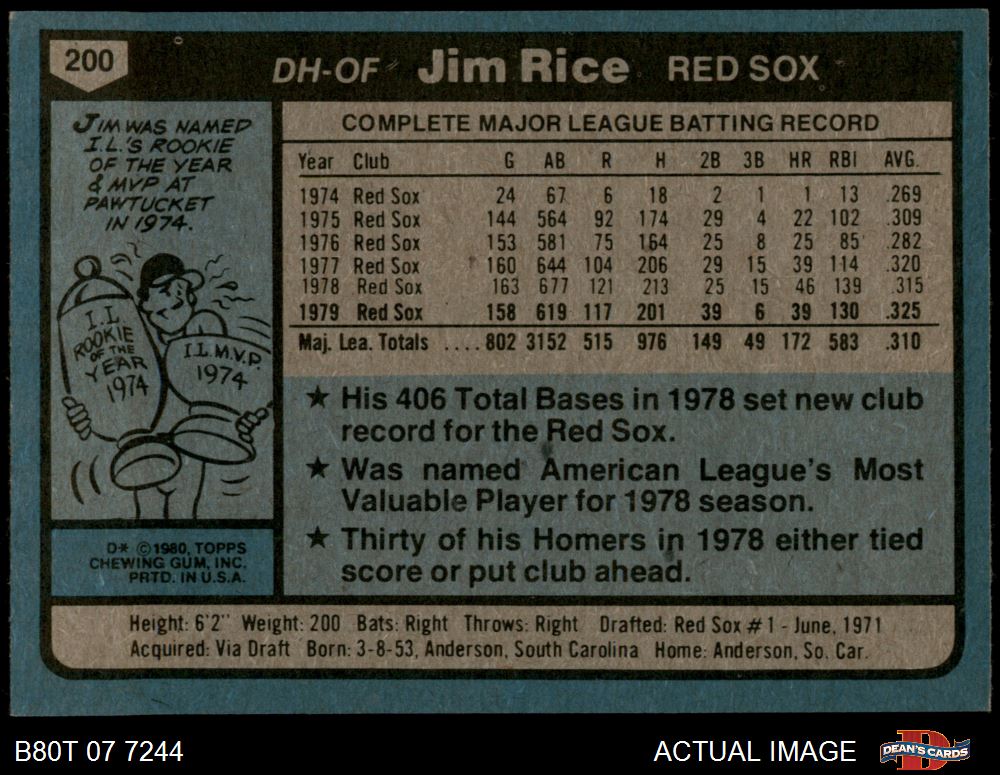 200
DH-OF Jim Rice RED SOX
JIM WAS NAMED
I.L.'S ROOKIE
OF THE YEAR
& MVP AT
PAWTUCKET
IN 1974.
I.L.
ROOKIE
OF THE
YEAR
1974
I.L. M.V.P.
1974
D* ©1980, TOPPS
CHEWING GUM, INC.
PRTD. IN U.S.A.
COMPLETE MAJOR LEAGUE BATTING RECORD
Year Club G AB R H 2B 3B HR RBI AVG.
1974 Red Sox 24 67 6 18 2 1 1 13 .269
1975 Red Sox 144 564 92 174 29 4 22 102 .309
1976 Red Sox 153 581 75 164 25 8 25 85 .282
1977 Red Sox 160 644 104 206 29 15 39 114 .320
1978 Red Sox 163 677 121 213 25 15 46 139 .315
1979 Red Sox 158 619 117 201 39 6 39 130 .325
Maj. Lea. Totals ....802 3152 515 976 149 49 172 583 .310
★ His 406 Total Bases in 1978 set new club
record for the Red Sox.
★ Was named American League's Most
Valuable Player for 1978 season.
★ Thirty of his Homers in 1978 either tied
score or put club ahead.
Height: 6'2" Weight: 200 Bats: Right Throws: Right Drafted: Red Sox #1 - June, 1971
Acquired: Via Draft Born: 3-8-53, Anderson, South Carolina Home: Anderson, So. Car.
B80T 07 7244 ACTUAL IMAGE DEAN'S CARDS